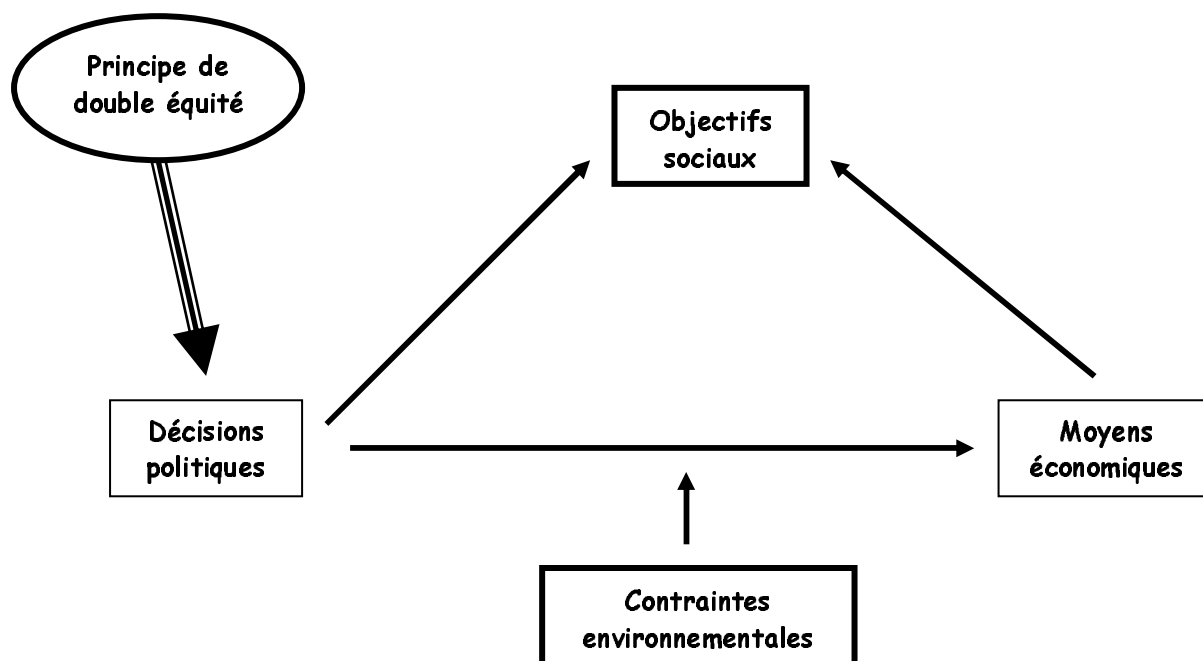 Principe de
double équité
Objectifs
sociaux
Décisions
politiques
Moyens
économiques
Contraintes
environnementales